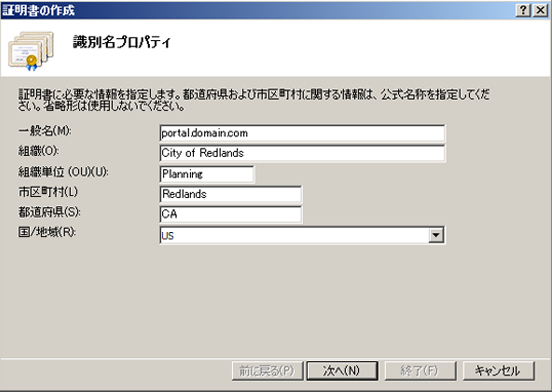 証明書の作成
識別名プロパティ
証明書に必要な情報を指定します。都道府県および市区町村に関する情報は、公式名称を指定してくだ
さい。省略形は使用しないでください。
一般名(M): portal.domain.com
組織(O): City of Redlands
組織単位 (OU)(U): Planning
市区町村(L) Redlands
都道府県(S): CA
国/地域(R): US
前に戻る(P) 次へ(N) 終了(F) キャンセル